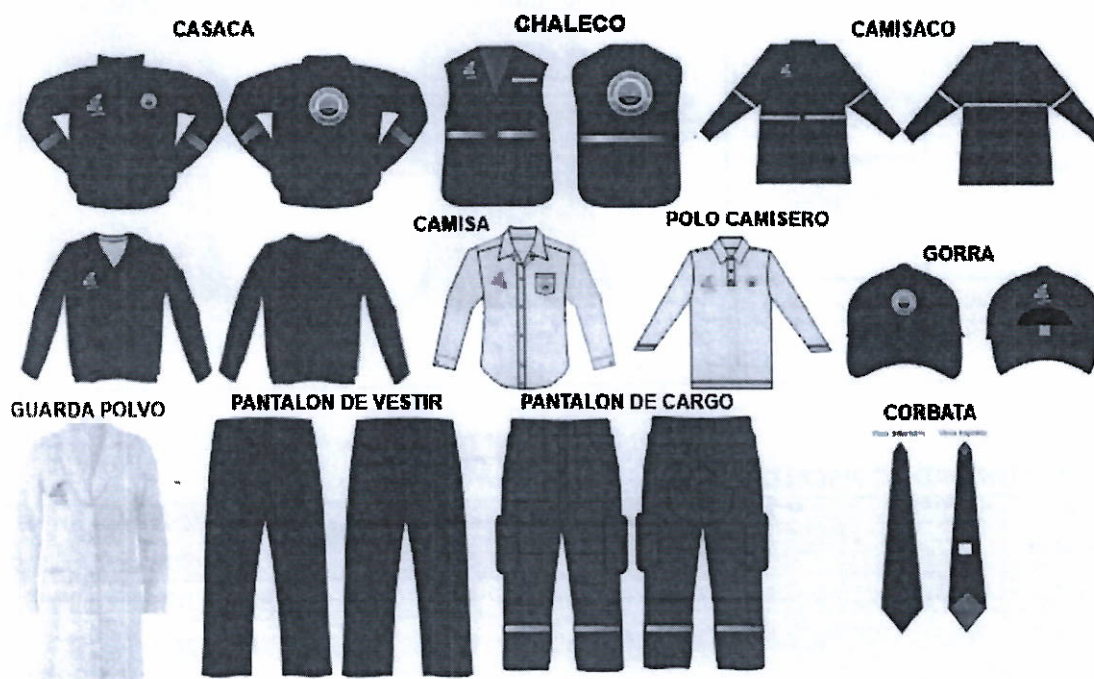 CASACA
CHALECO
CAMISACO
CAMISA
POLO CAMISERO
GORRA
GUARDA POLVO
PANTALON DE VESTIR
PANTALON DE CARGO
CORBATA